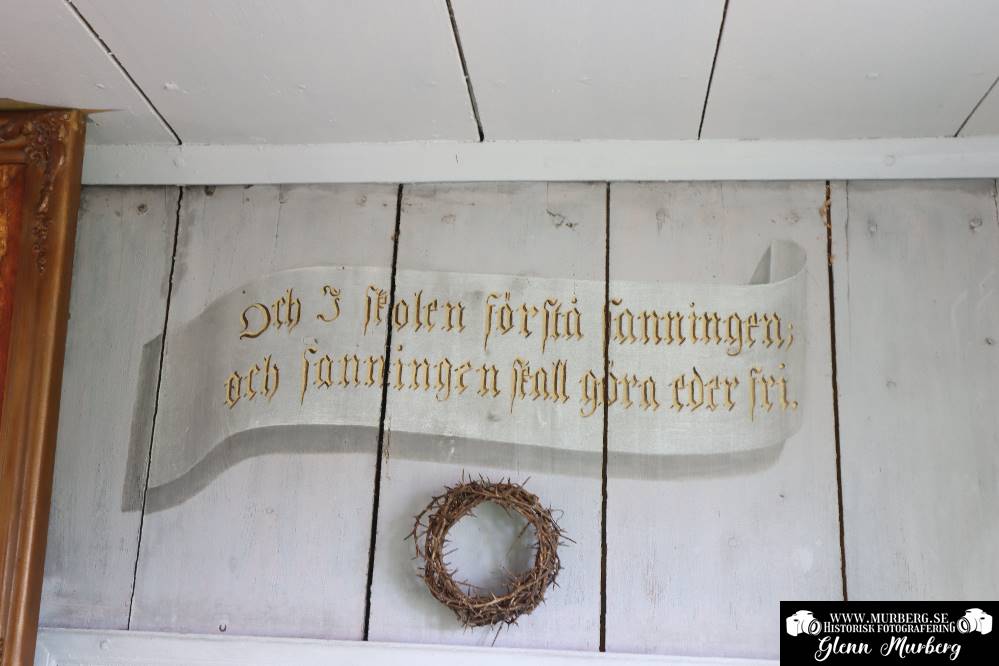 Och I skolen förstå sanningen;
och sanningen skall göra eder fri.
WWW.MURBERG.SE
HISTORISK FOTOGRAFERING
Glenn Murberg